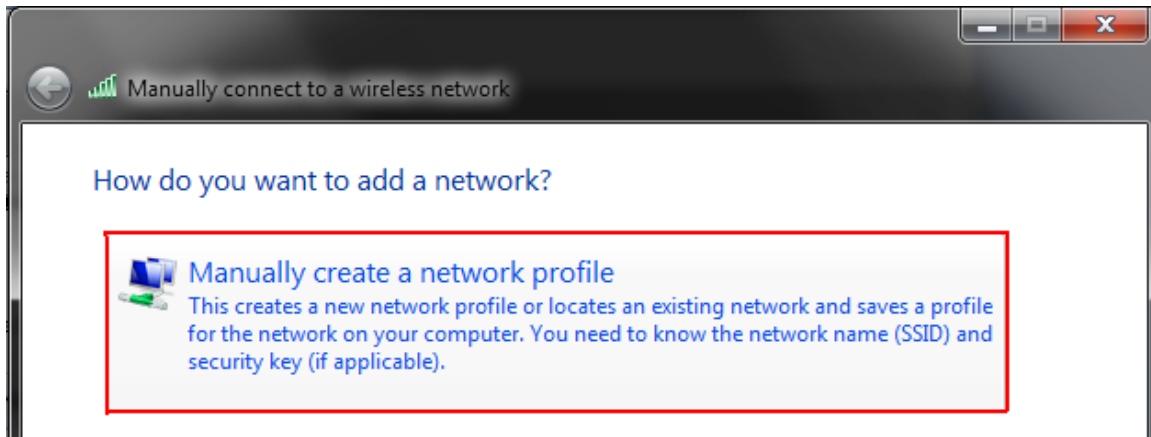 Manually connect to a wireless network
How do you want to add a network?
Manually create a network profile
This creates a new network profile or locates an existing network and saves a profile
for the network on your computer. You need to know the network name (SSID) and
security key (if applicable).